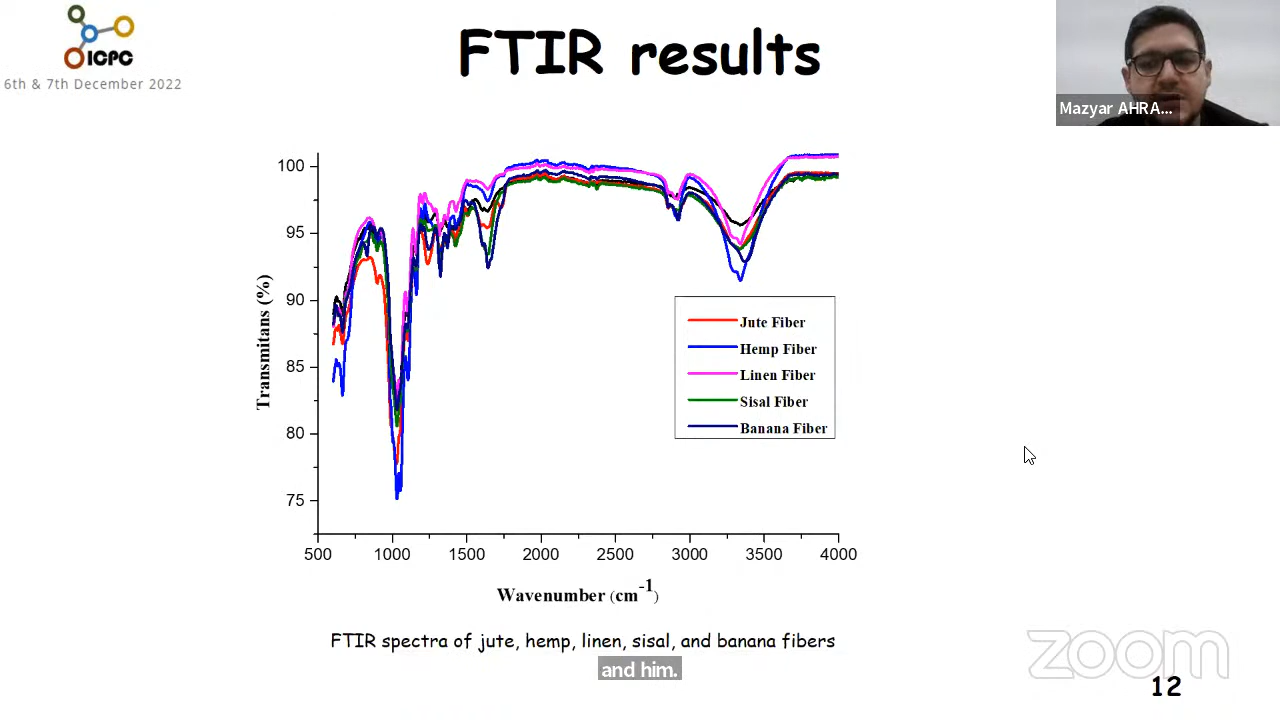 ICPC
6th & 7th December 2022
FTIR results
Mazyar AHRA...
100
95
90
85
80
75
Transmitans (%)
Jute Fiber
Hemp Fiber
Linen Fiber
Sisal Fiber
Banana Fiber
500 1000 1500 2000 2500 3000 3500 4000
Wavenumber (cm-1)
FTIR spectra of jute, hemp, linen, sisal, and banana fibers
and him.
zoom
12